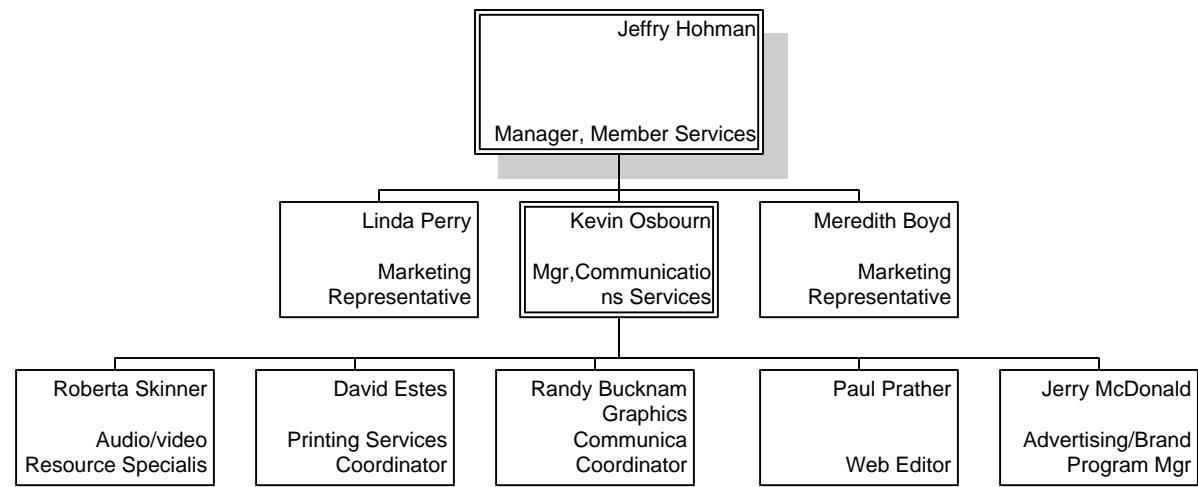 Jeffry Hohman
Manager, Member Services
Linda Perry
Marketing
Representative
Kevin Osbourn
Mgr,Communicatio
ns Services
Meredith Boyd
Marketing
Representative
Roberta Skinner
Audio/video
Resource Specialis
David Estes
Printing Services
Coordinator
Randy Bucknam
Graphics
Communica
Coordinator
Paul Prather
Web Editor
Jerry McDonald
Advertising/Brand
Program Mgr